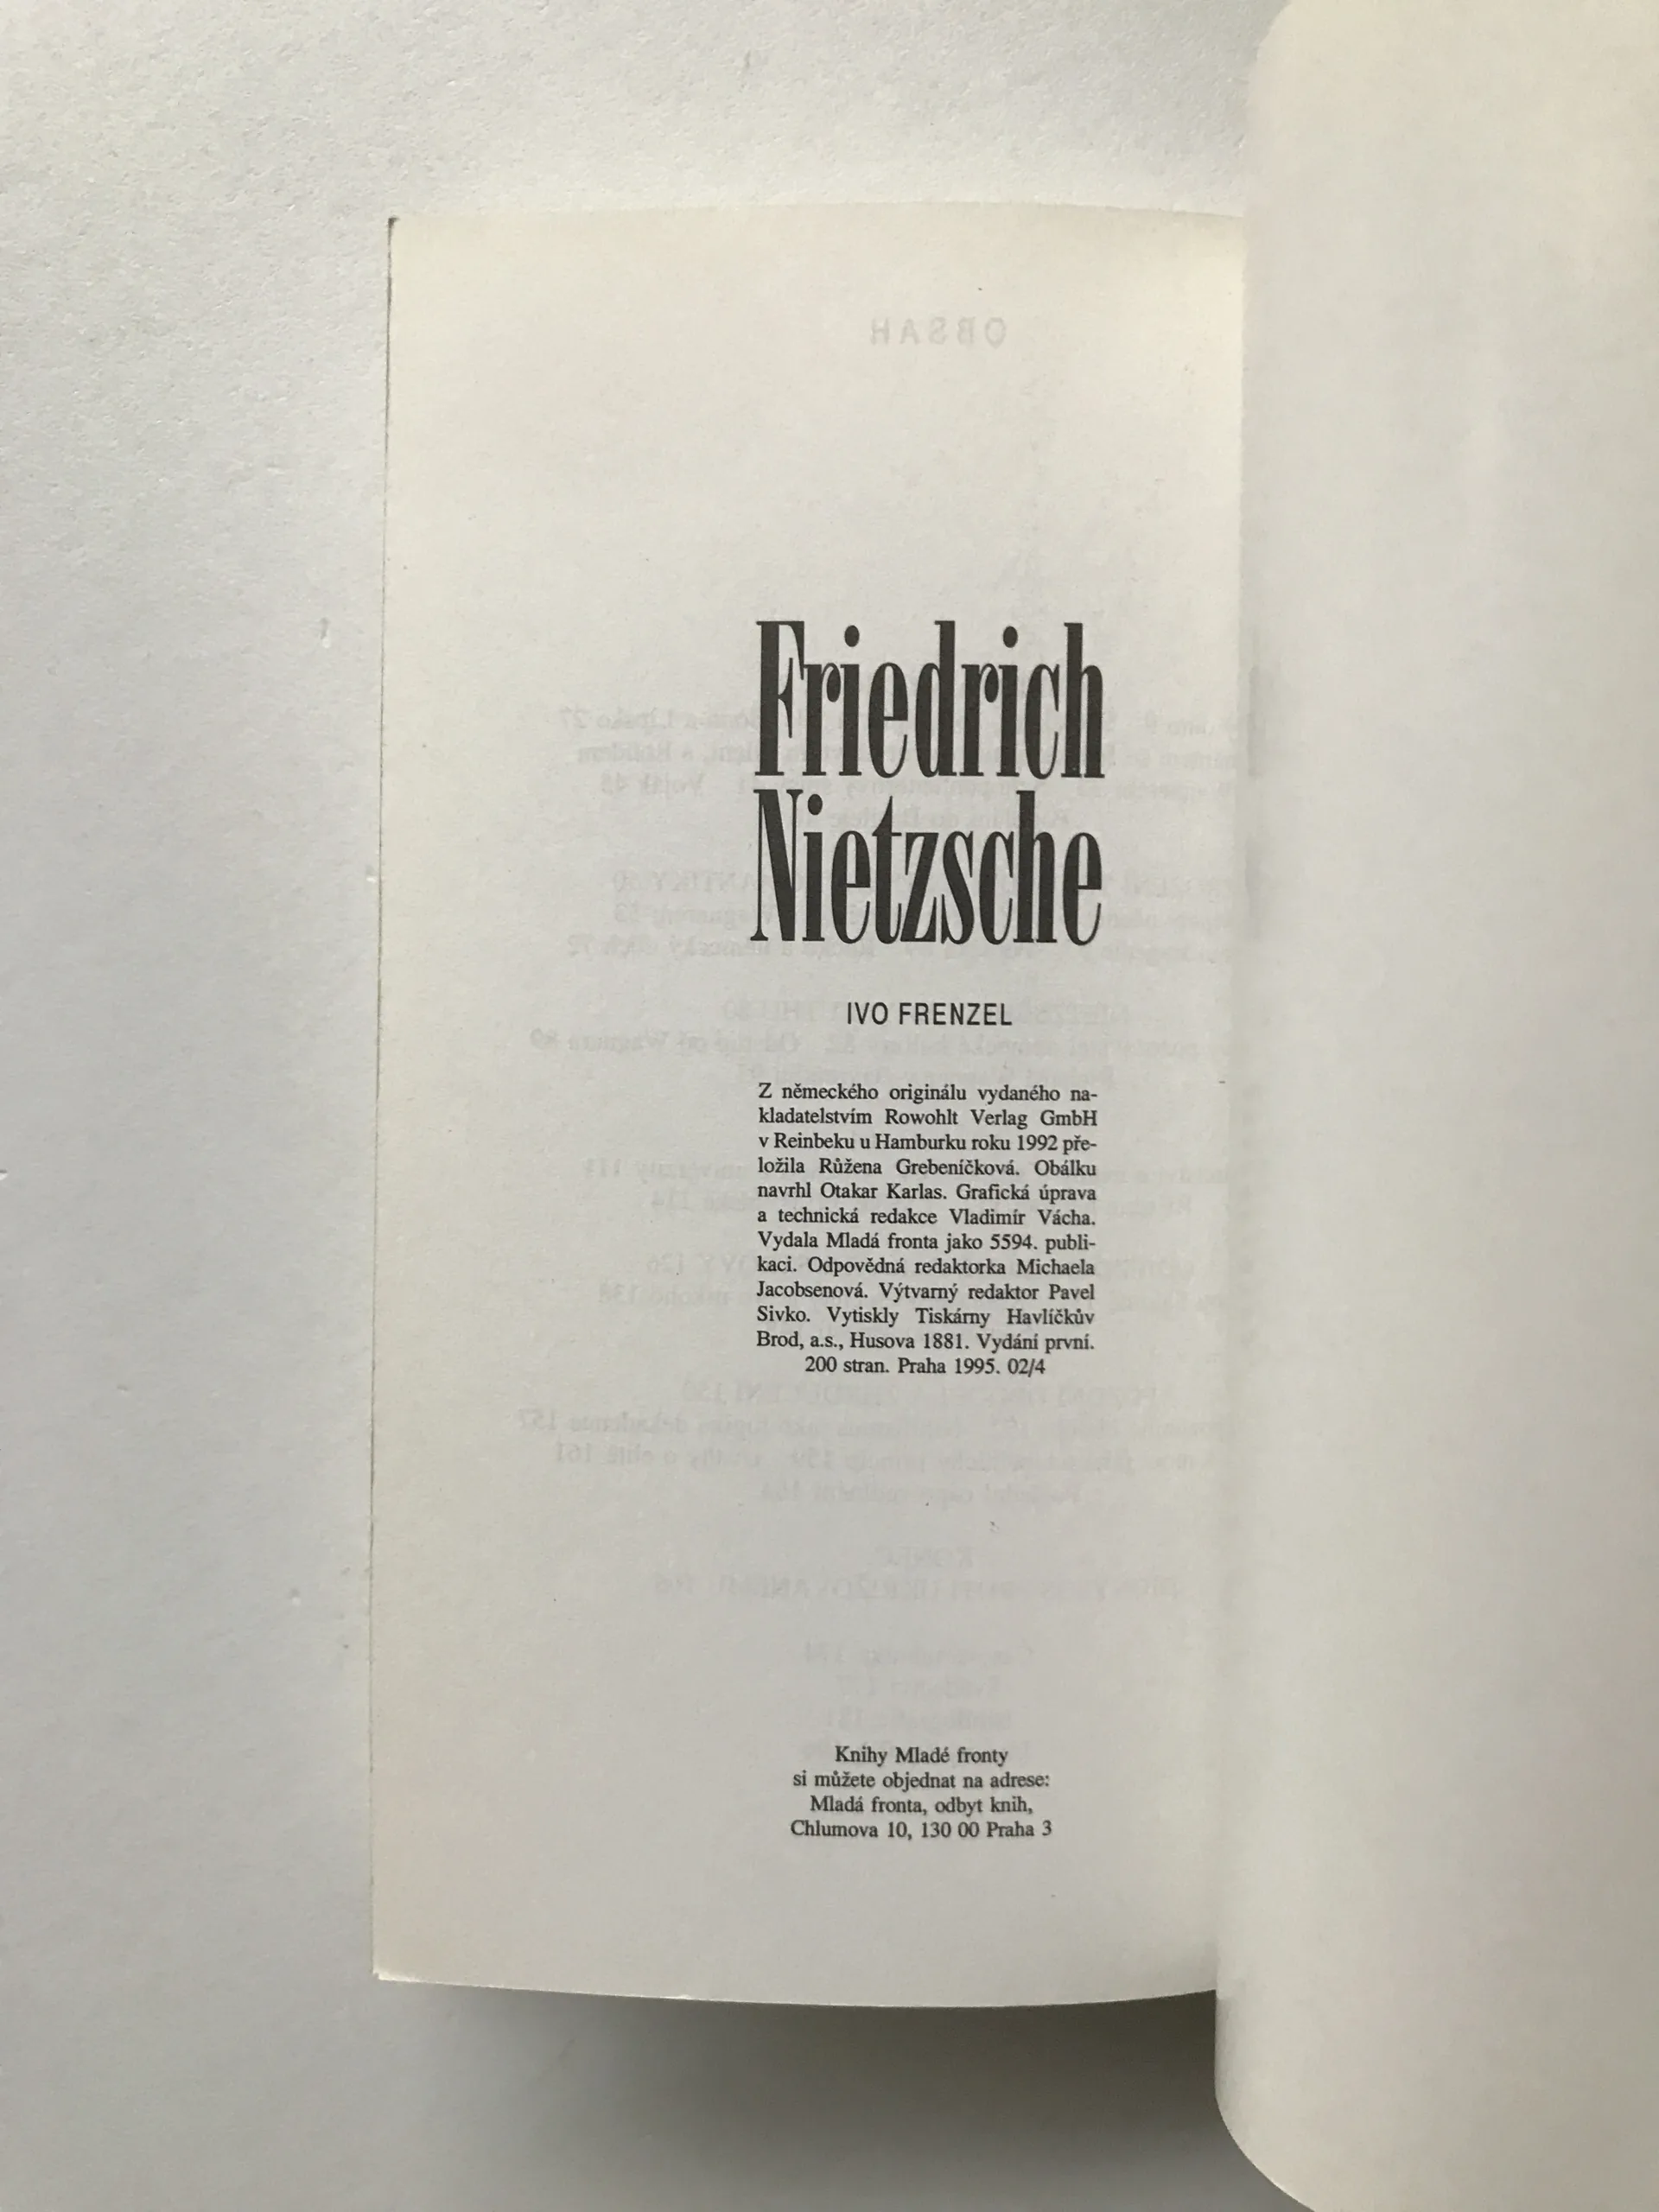 OBSAH
Friedrich
Nietzsche
IVO FRENZEL
Z německého originálu vydaného na-
kladatelstvím Rowohlt Verlag GmbH
v Reinbeku u Hamburku roku 1992 pře-
ložila Růžena Grebeníčková. Obálku
navrhl Otakar Karlas. Grafická úprava
a technická redakce Vladimír Vácha.
Vydala Mladá fronta jako 5594. publi-
kaci. Odpovědná redaktorka Michaela
Jacobsenová. Výtvarný redaktor Pavel
Sivko. Vytiskly Tiskárny Havlíčkův
Brod, a.s., Husova 1881. Vydání první.
200 stran. Praha 1995. 02/4
Knihy Mladé fronty
si můžete objednat na adrese:
Mladá fronta, odbyt knih,
Chlumova 10, 130 00 Praha 3